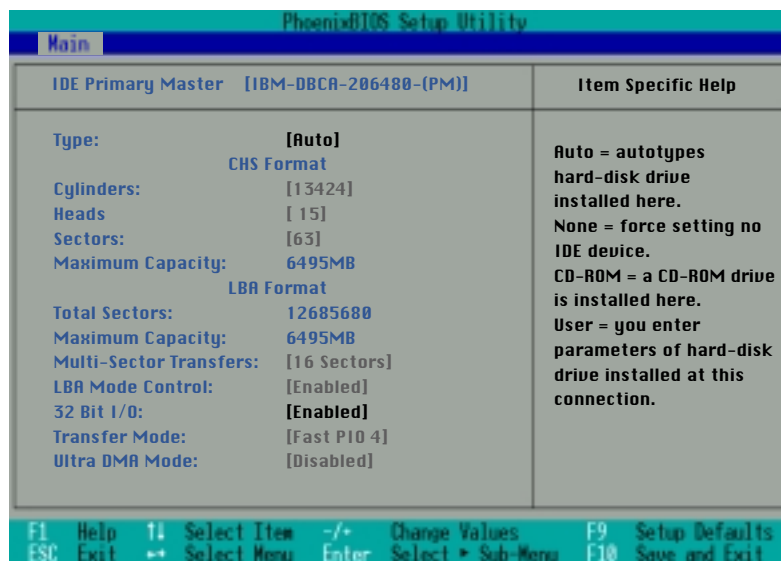 PhoenixBIOS Setup Utility
Main
IDE Primary Master [IBM-DBCA-206480-(PM)]
Item Specific Help
Type: [Auto]
CHS Format
Cylinders: [13424]
Heads [ 15]
Sectors: [63]
Maximum Capacity: 6495MB
LBA Format
Total Sectors: 12685680
Maximum Capacity: 6495MB
Multi-Sector Transfers: [16 Sectors]
LBA Mode Control: [Enabled]
32 Bit I/O: [Enabled]
Transfer Mode: [Fast PIO 4]
Ultra DMA Mode: [Disabled]
Auto = autotypes
hard-disk drive
installed here.
None = force setting no
IDE device.
CD-ROM = a CD-ROM drive
is installed here.
User = you enter
parameters of hard-disk
drive installed at this
connection.
F1 Help ↑↓ Select Item -/+ Change Values F9 Setup Defaults
ESC Exit ←→ Select Menu Enter Select ► Sub-Menu F10 Save and Exit